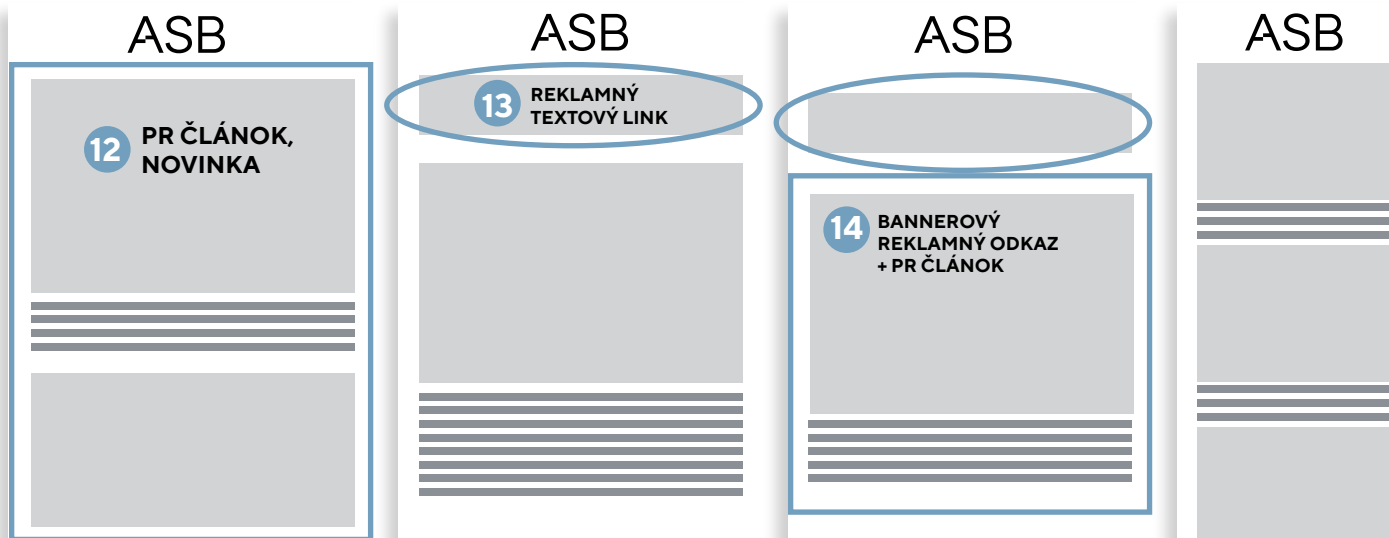 ASB
12 PR ČLÁNOK,
NOVINKA
ASB
13 REKLAMNÝ
TEXTOVÝ LINK
ASB
14 BANNEROVÝ
REKLAMNÝ ODKAZ
+ PR ČLÁNOK
ASB